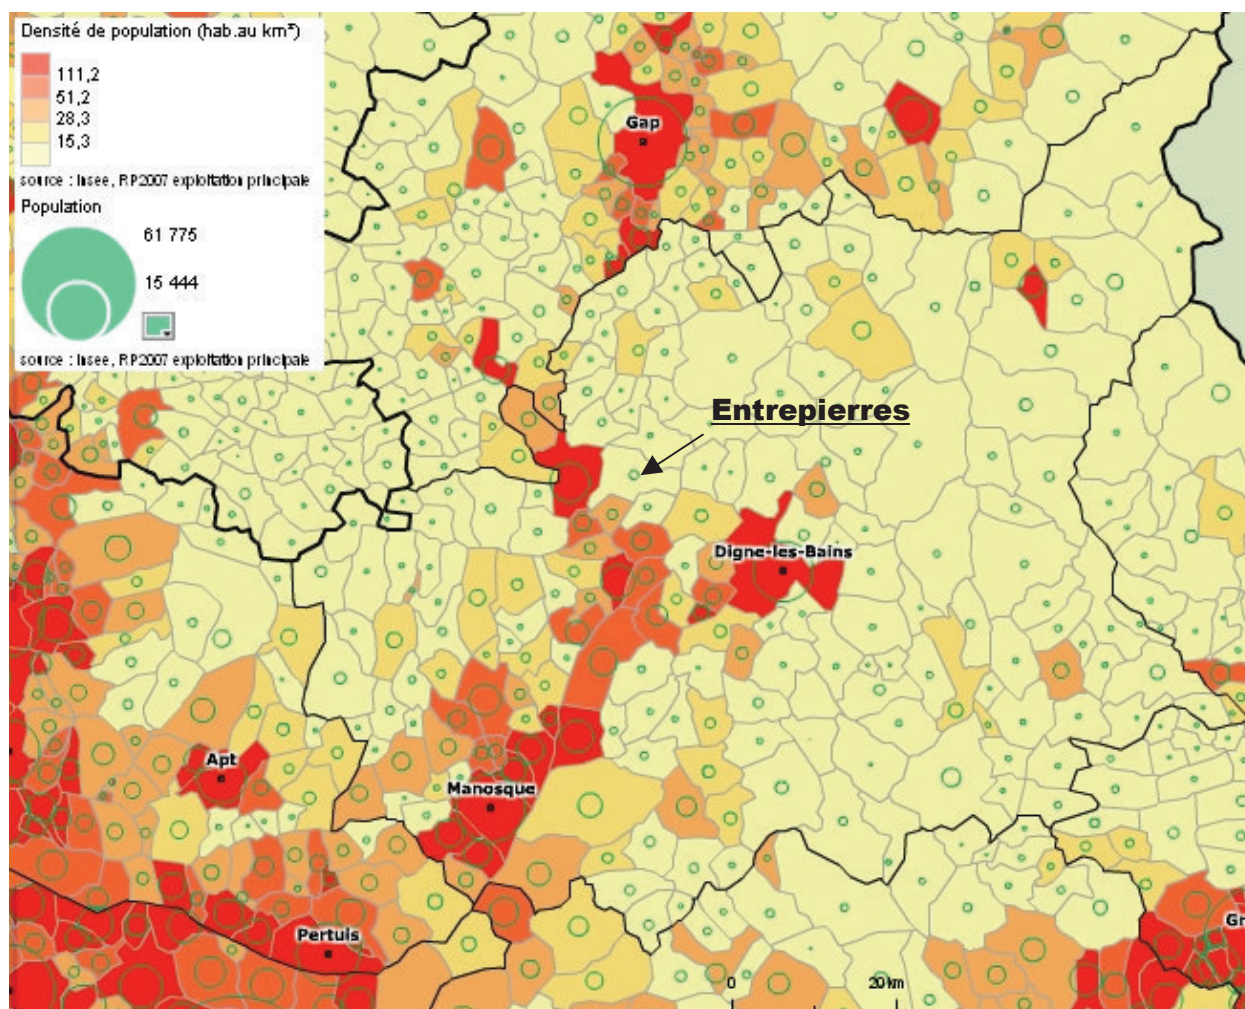 Densité de population (hab.au km²)
111,2
51,2
28,3
15,3
source : Insee, RP2007 exploitation principale
Population
61 775
15 444
source : Insee, RP2007 exploitation principale
Gap
Entrepierres
Digne-les-Bains
Apt
Manosque
Gr
Pertuis
0
20km